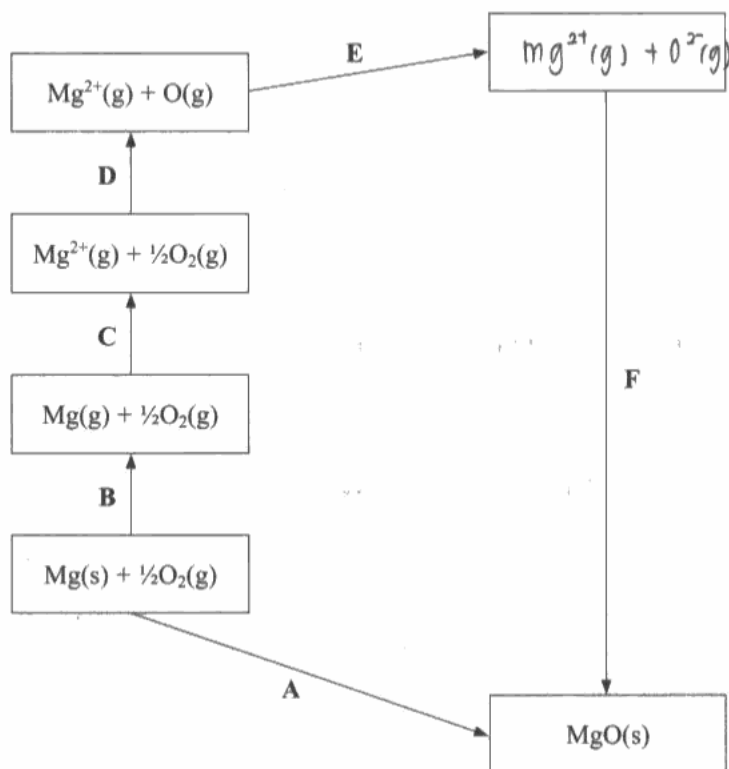 E
mg²⁺(g) + O²⁻(g)
Mg²⁺(g) + O(g)
D
Mg²⁺(g) + ½O₂(g)
C
F
Mg(g) + ½O₂(g)
B
Mg(s) + ½O₂(g)
A
MgO(s)